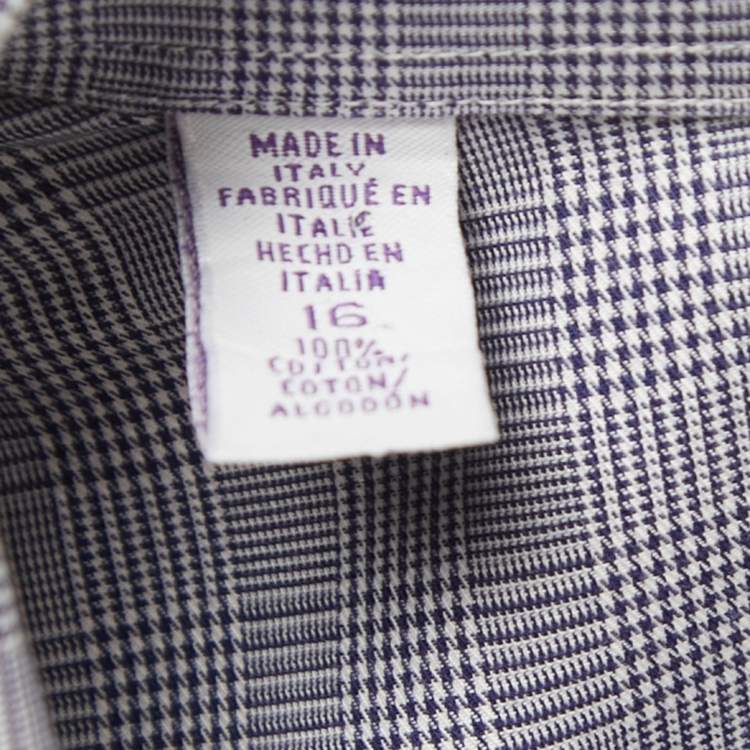 MADE IN
ITALY
FABRIQUÉ EN
ITALIE
HECHO EN
ITALIA
16
100%
COTTON/
COTON/
ALGODÓN